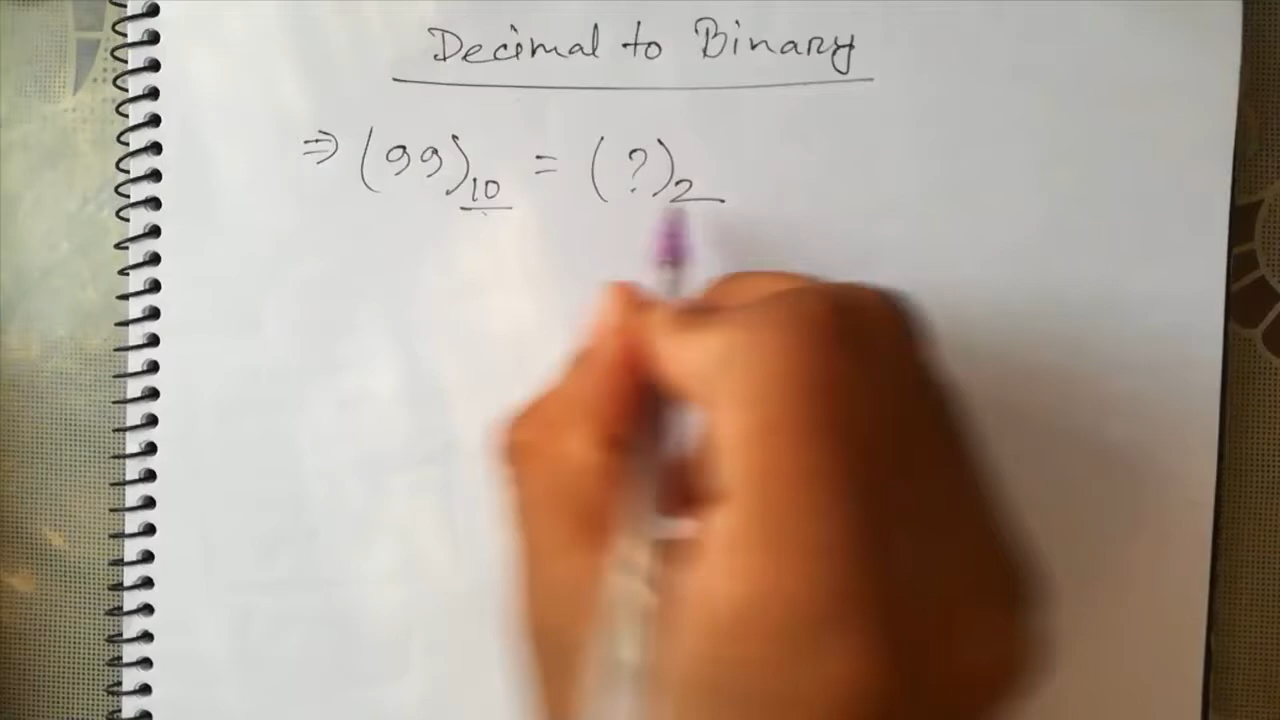 Decimal to Binary
⇒ (99)10 = (?)2